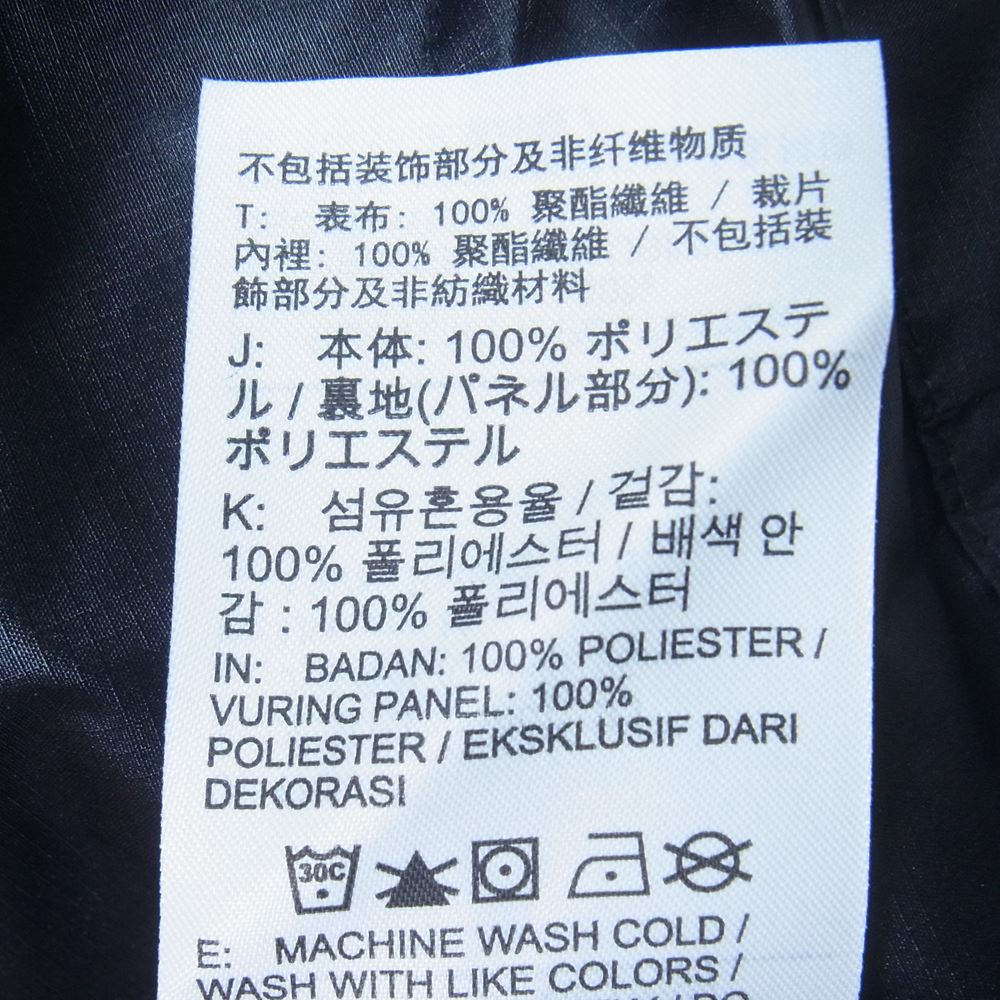 不包括装饰部分及非纤维物质
T: 表布: 100% 聚酯纖維 / 裁片
內裡: 100% 聚酯纖維 / 不包括裝
飾部分及非紡織材料
J: 本体: 100% ポリエステ
ル / 裏地(パネル部分): 100%
ポリエステル
K: 섬유혼용율 / 겉감:
100% 폴리에스터 / 배색 안
감 : 100% 폴리에스터
IN: BADAN: 100% POLIESTER /
VURING PANEL: 100%
POLIESTER / EKSKLUSIF DARI
DEKORASI
30C
E: MACHINE WASH COLD /
WASH WITH LIKE COLORS /